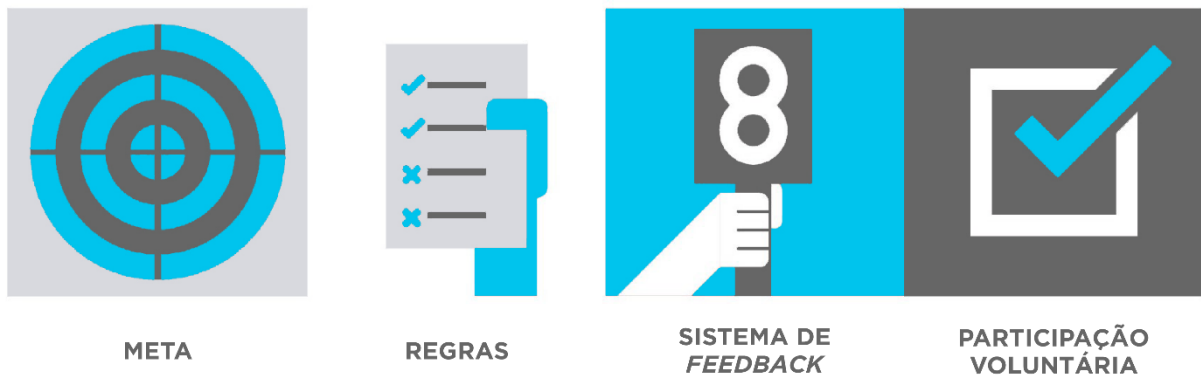 8
META
REGRAS
SISTEMA DE
FEEDBACK
PARTICIPAÇÃO
VOLUNTÁRIA